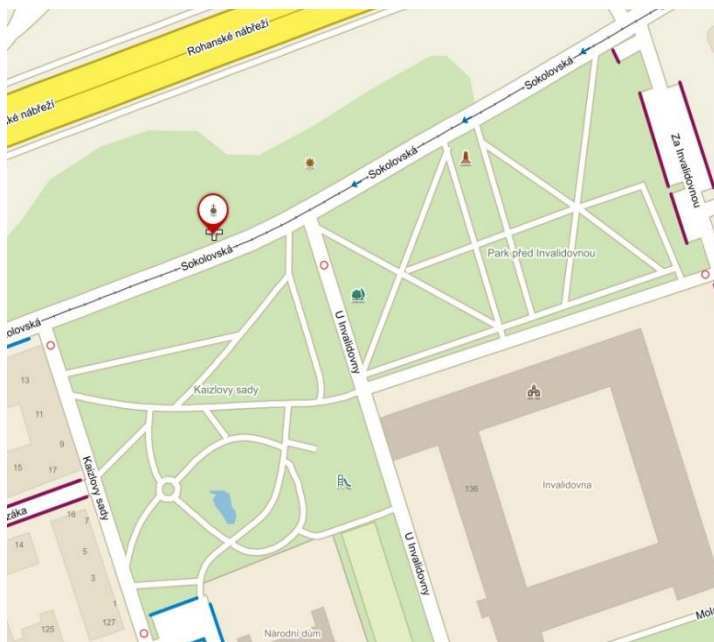 Rohanské nábřeží
ské nábřeží
Sokolovská
Sokolovská
Za Invalidovnou
Sokolovská
Park před Invalidovnou
olovská
U Invalidovny
13
Kaizlovy sady
11
9
15
17
Kaizlovy sady
136
Invalidovna
záka
16
7
14
5
U Invalidovny
3
1
125
127
Národní dům
Mol